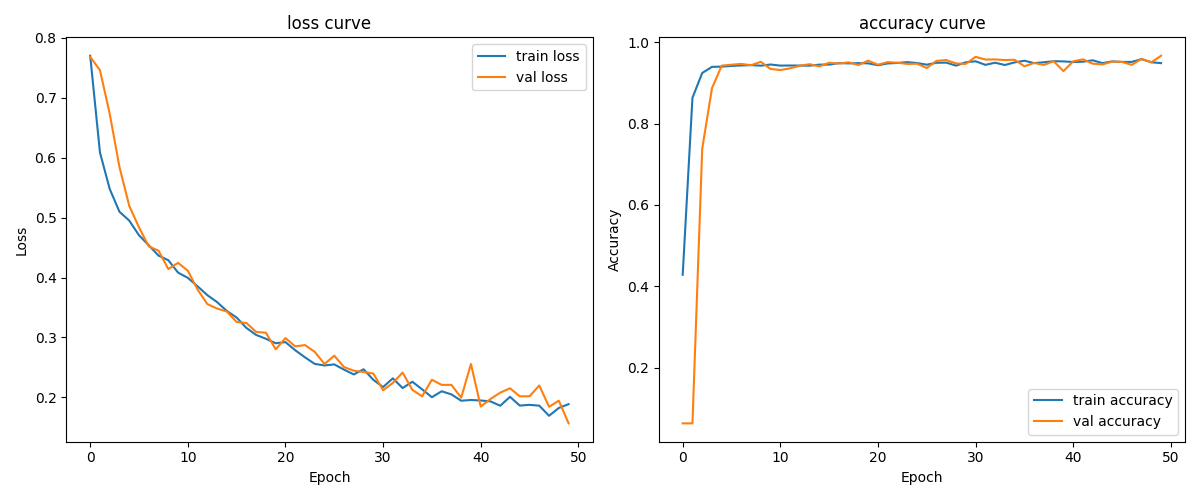 loss curve
0.8
0.7
0.6
0.5
0.4
0.3
0.2
Loss
0 10 20 30 40 50
Epoch
train loss
val loss
accuracy curve
1.0
0.8
0.6
0.4
0.2
Accuracy
0 10 20 30 40 50
Epoch
train accuracy
val accuracy